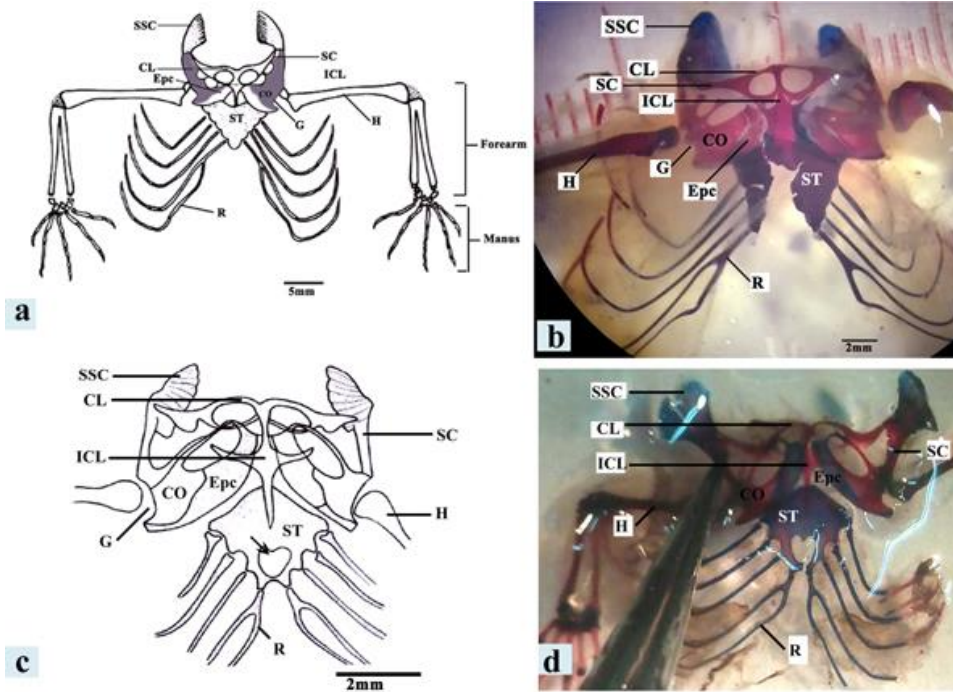 SSC
SC
CL
ICL
Epc
CO
G
ST
H
Forearm
R
Manus
5mm
a
SSC
CL
SC
ICL
CO
G
Epc
ST
H
R
2mm
b
SSC
CL
SC
ICL
CO
Epc
ST
H
G
R
2mm
c
SSC
CL
SC
ICL
Epc
CO
ST
H
R
d